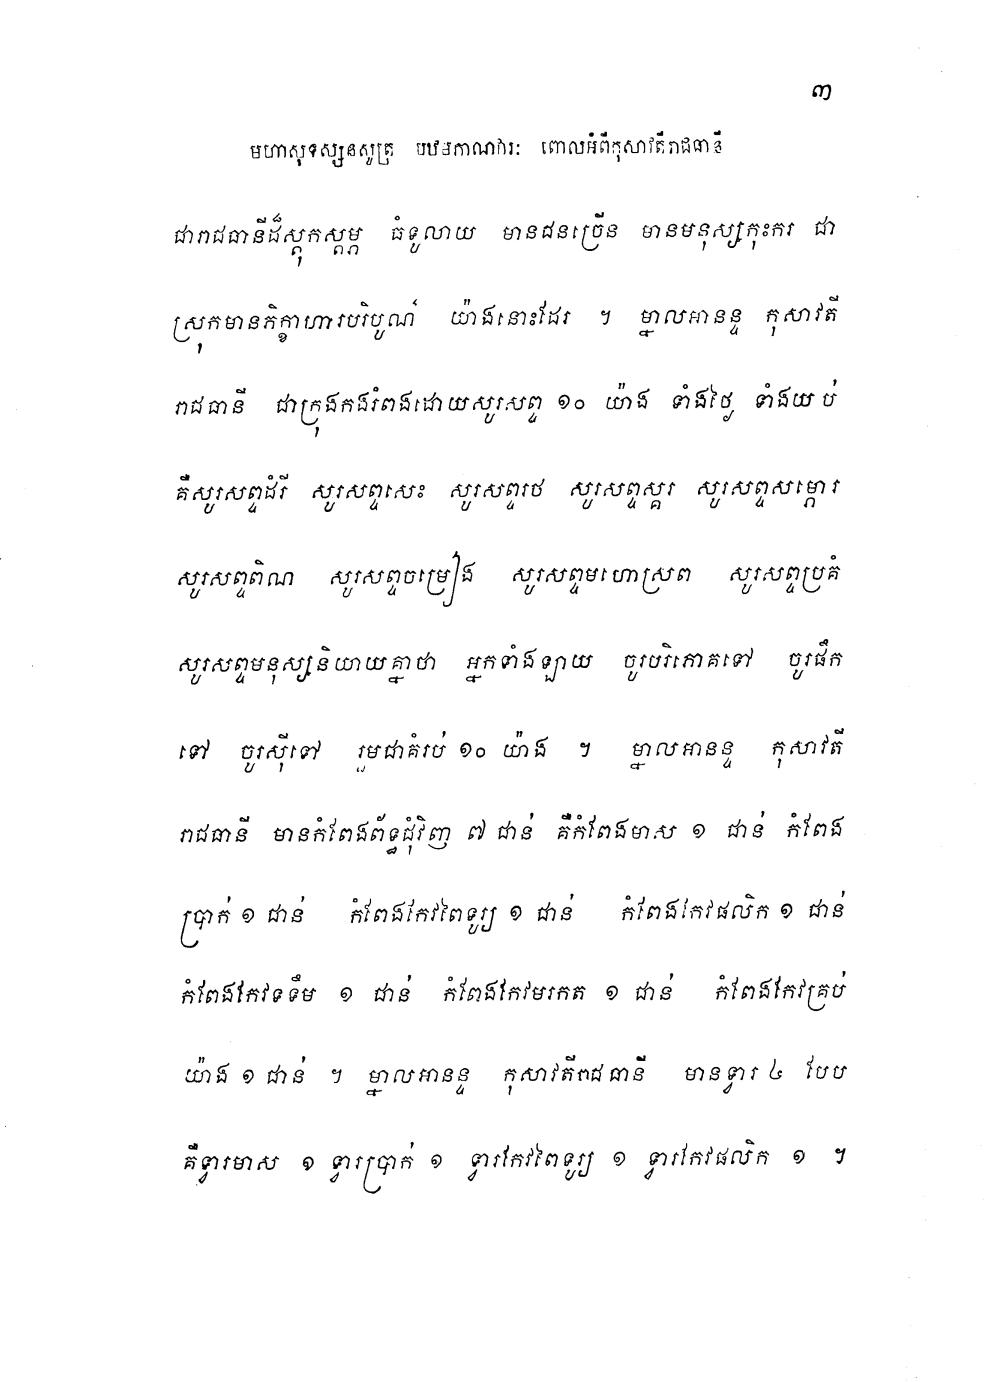 ៣
មហាសុទស្សនសូត្រ បឋមភាណវារៈ ពោលអំពីកុសាវតីរាជធានី
ជារាជធានីដ៏ស្តុកស្តម្ភ ធំទូលាយ មានជនច្រើន មានមនុស្សកុះករ ជា
ស្រុកមានភិក្ខាហារបរិបូណ៌ យ៉ាងនោះដែរ ។ ម្នាលអានន្ទ កុសាវតី
រាជធានី ជាក្រុងកងរំពងដោយសូរសព្ទ ១០ យ៉ាង ទាំងថ្ងៃ ទាំងយប់
គឺសូរសព្ទដំរី សូរសព្ទសេះ សូរសព្ទរថ សូរសព្ទស្គរ សូរសព្ទសម្ភោរ
សូរសព្ទពិណ សូរសព្ទចម្រៀង សូរសព្ទមហោស្រព សូរសព្ទប្រគំ
សូរសព្ទមនុស្សនិយាយគ្នាថា អ្នកទាំងឡាយ ចូរបរិភោគទៅ ចូរផឹក
ទៅ ចូរស៊ីទៅ រួមជាគំរប់ ១០ យ៉ាង ។ ម្នាលអានន្ទ កុសាវតី
រាជធានី មានកំពែងព័ទ្ធជុំវិញ ៧ ជាន់ គឺកំពែងមាស ១ ជាន់ កំពែង
ប្រាក់ ១ ជាន់ កំពែងកែវពៃទូរ្យ ១ ជាន់ កំពែងកែវផលិក ១ ជាន់
កំពែងកែវទទឹម ១ ជាន់ កំពែងកែវមរកត ១ ជាន់ កំពែងកែវគ្រប់
យ៉ាង ១ ជាន់ ។ ម្នាលអានន្ទ កុសាវតីរាជធានី មានទ្វារ ៤ បែប
គឺទ្វារមាស ១ ទ្វារប្រាក់ ១ ទ្វារកែវពៃទូរ្យ ១ ទ្វារកែវផលិក ១ ។